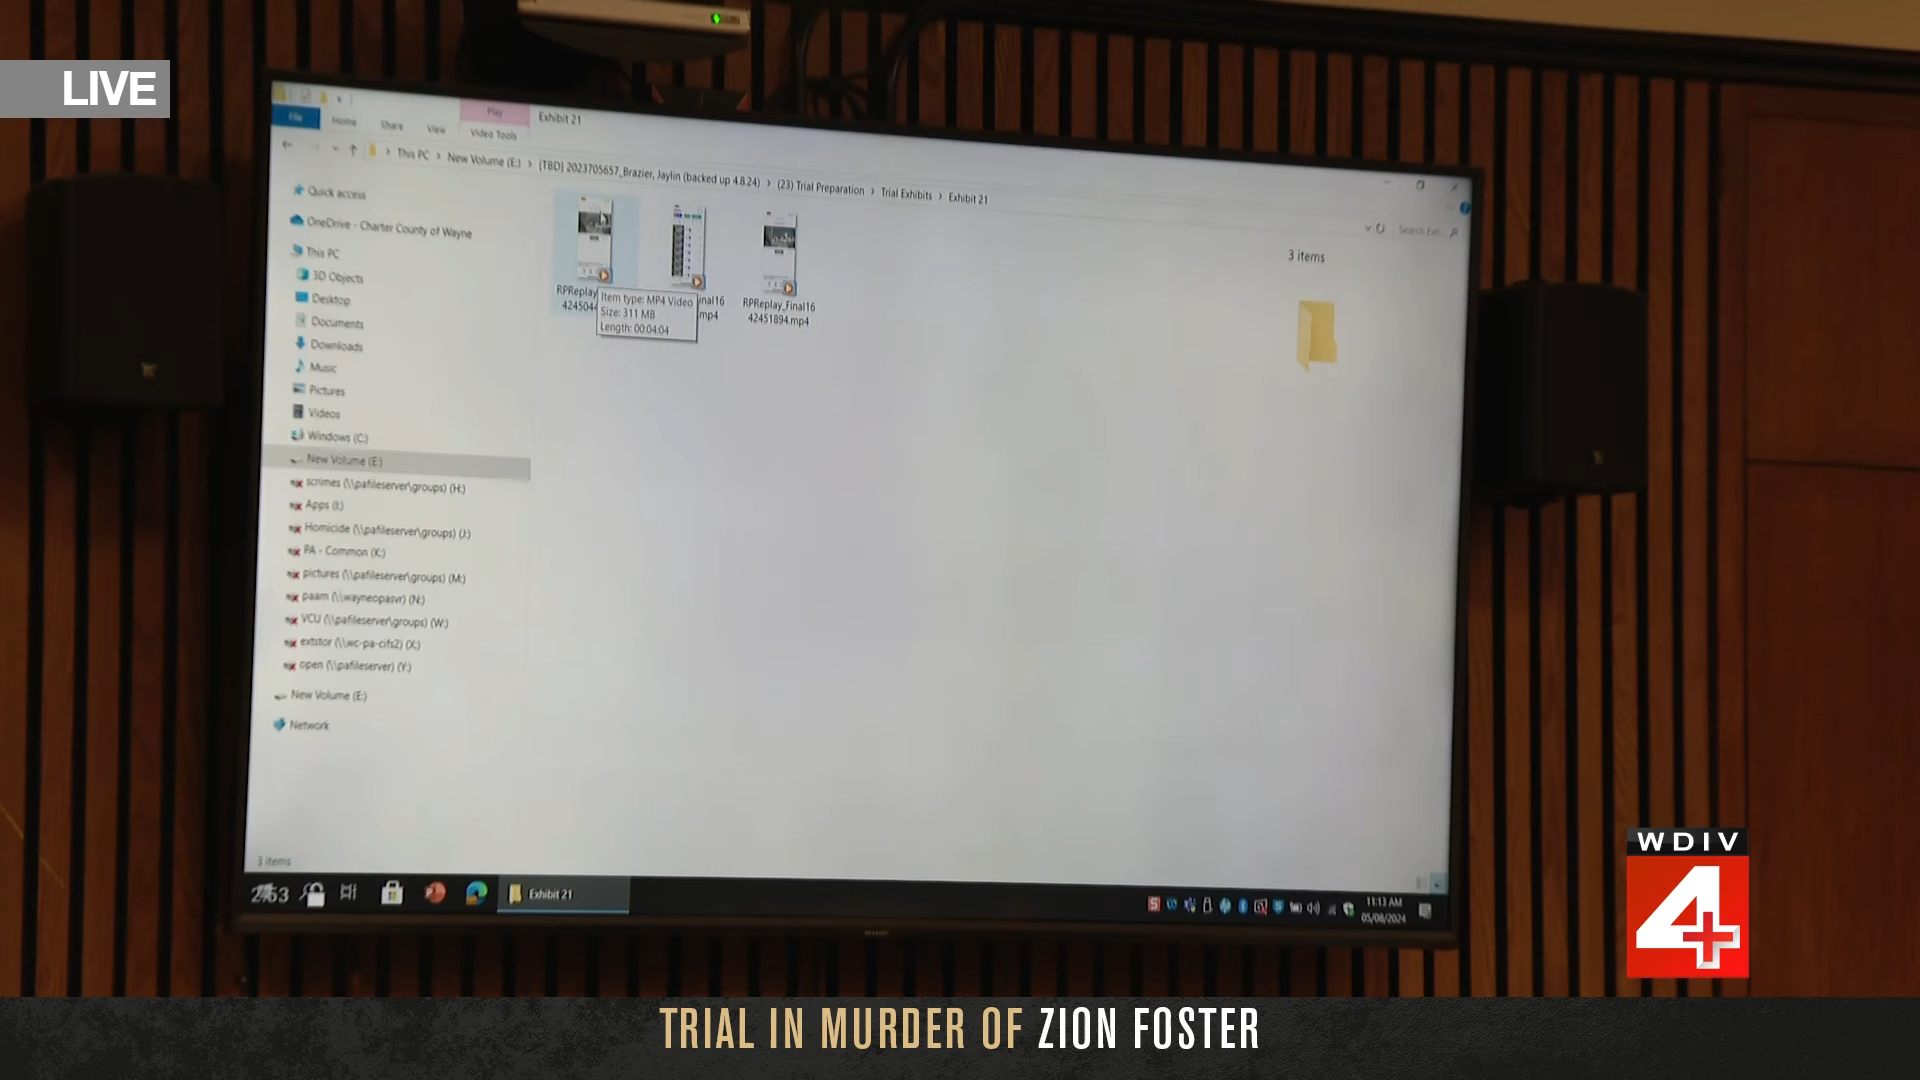 LIVE
Play
Exhibit 21
File
Home
Share
View
Video Tools
This PC > New Volume (E:) > [TBD] 2023705657_Brazier, Jaylin (backed up 4.8.24) > (23) Trial Preparation > Trial Exhibits > Exhibit 21
Quick access
OneDrive - Charter County of Wayne
This PC
3D Objects
Desktop
Documents
Downloads
Music
Pictures
Videos
Windows (C:)
New Volume (E:)
scrimes (\\pafileserver\groups) (H:)
Apps (I:)
Homicide (\\pafileserver\groups) (J:)
PA - Common (K:)
pictures (\\pafileserver\groups) (M:)
paam (\\wayneopasvr) (N:)
VCU (\\pafileserver\groups) (W:)
extstor (\\wc-pa-cifs2) (X:)
open (\\pafileserver) (Y:)
New Volume (E:)
Network
3 items
RPReplay
Item type: MP4 Video
Size: 311 MB
Length: 00:04:04
inal16
mp4
RPReplay_Final16
42451894.mp4
Search
3 items
Exhibit 21
11:13 AM
05/08/2024
SHARP
WDIV
4+
TRIAL IN MURDER OF ZION FOSTER